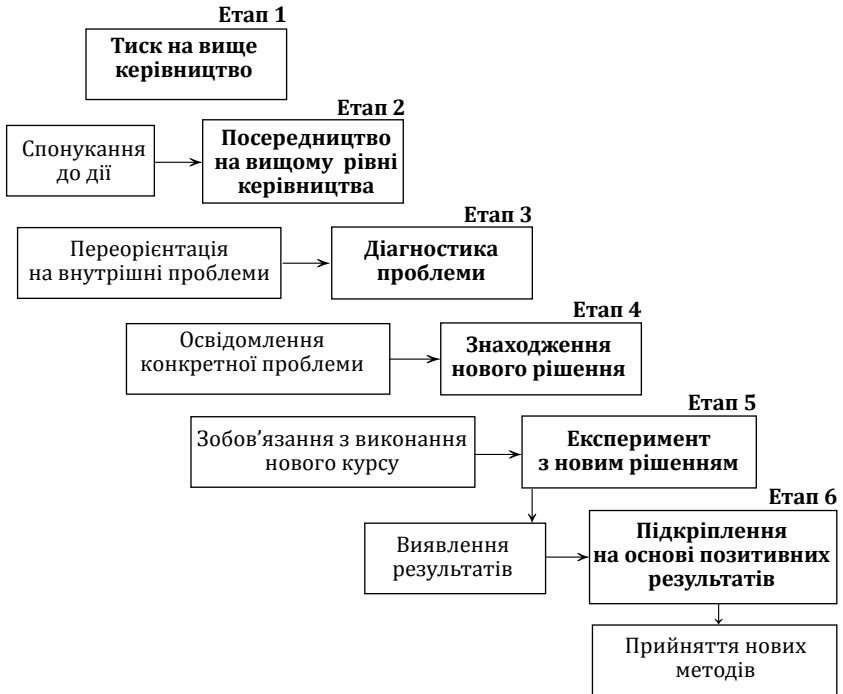 Етап 1
Тиск на вище
керівництво
Етап 2
Спонукання
до дії
Посередництво
на вищому рівні
керівництва
Етап 3
Переорієнтація
на внутрішні проблеми
Діагностика
проблеми
Етап 4
Освідомлення
конкретної проблеми
Знаходження
нового рішення
Етап 5
Зобов’язання з виконання
нового курсу
Експеримент
з новим рішенням
Етап 6
Виявлення
результатів
Підкріплення
на основі позитивних
результатів
Прийняття нових
методів